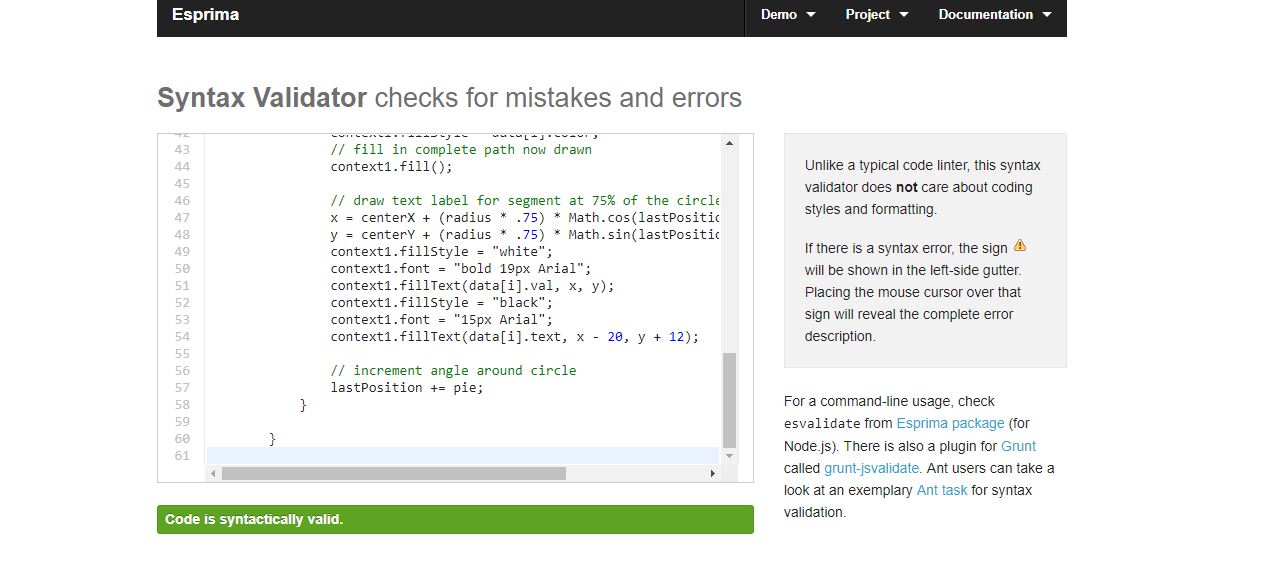 Esprima
Demo
Project
Documentation
Syntax Validator checks for mistakes and errors
42 context1.fillStyle = data[i].color;
43 // fill in complete path now drawn
44 context1.fill();
45
46 // draw text label for segment at 75% of the circle
47 x = centerX + (radius * .75) * Math.cos(lastPositio
48 y = centerY + (radius * .75) * Math.sin(lastPositio
49 context1.fillStyle = "white";
50 context1.font = "bold 19px Arial";
51 context1.fillText(data[i].val, x, y);
52 context1.fillStyle = "black";
53 context1.font = "15px Arial";
54 context1.fillText(data[i].text, x - 20, y + 12);
55
56 // increment angle around circle
57 lastPosition += pie;
58 }
59
60 }
61
Code is syntactically valid.
Unlike a typical code linter, this syntax
validator does not care about coding
styles and formatting.
If there is a syntax error, the sign
will be shown in the left-side gutter.
Placing the mouse cursor over that
sign will reveal the complete error
description.
For a command-line usage, check
esvalidate from Esprima package (for
Node.js). There is also a plugin for Grunt
called grunt-jsvalidate. Ant users can take a
look at an exemplary Ant task for syntax
validation.